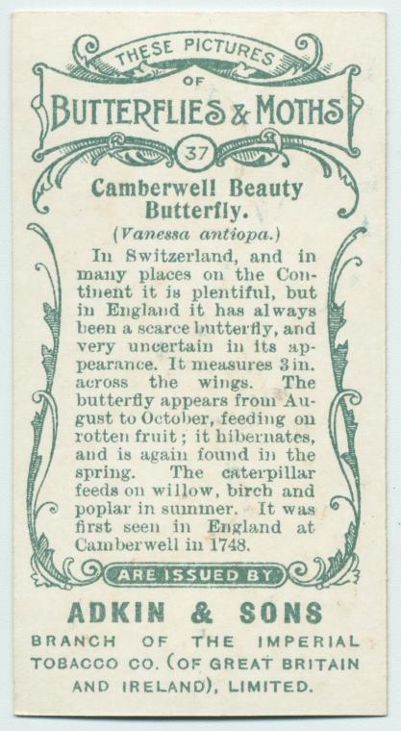 THESE PICTURES
OF
BUTTERFLIES & MOTHS
37
Camberwell Beauty
Butterfly.
(Vanessa antiopa.)
In Switzerland, and in
many places on the Con-
tinent it is plentiful, but
in England it has always
been a scarce butterfly, and
very uncertain in its ap-
pearance. It measures 3 in.
across the wings. The
butterfly appears from Au-
gust to October, feeding on
rotten fruit; it hibernates,
and is again found in the
spring. The caterpillar
feeds on willow, birch and
poplar in summer. It was
first seen in England at
Camberwell in 1748.
ARE ISSUED BY
ADKIN & SONS
BRANCH OF THE IMPERIAL
TOBACCO CO. (OF GREAT BRITAIN
AND IRELAND), LIMITED.